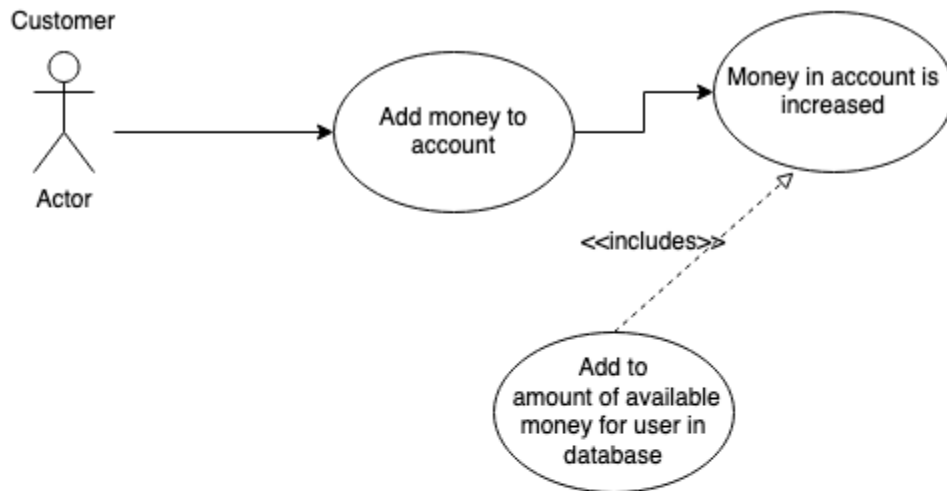 Customer
Actor
Add money to
account
Money in account is
increased
<<includes>>
Add to
amount of available
money for user in
database